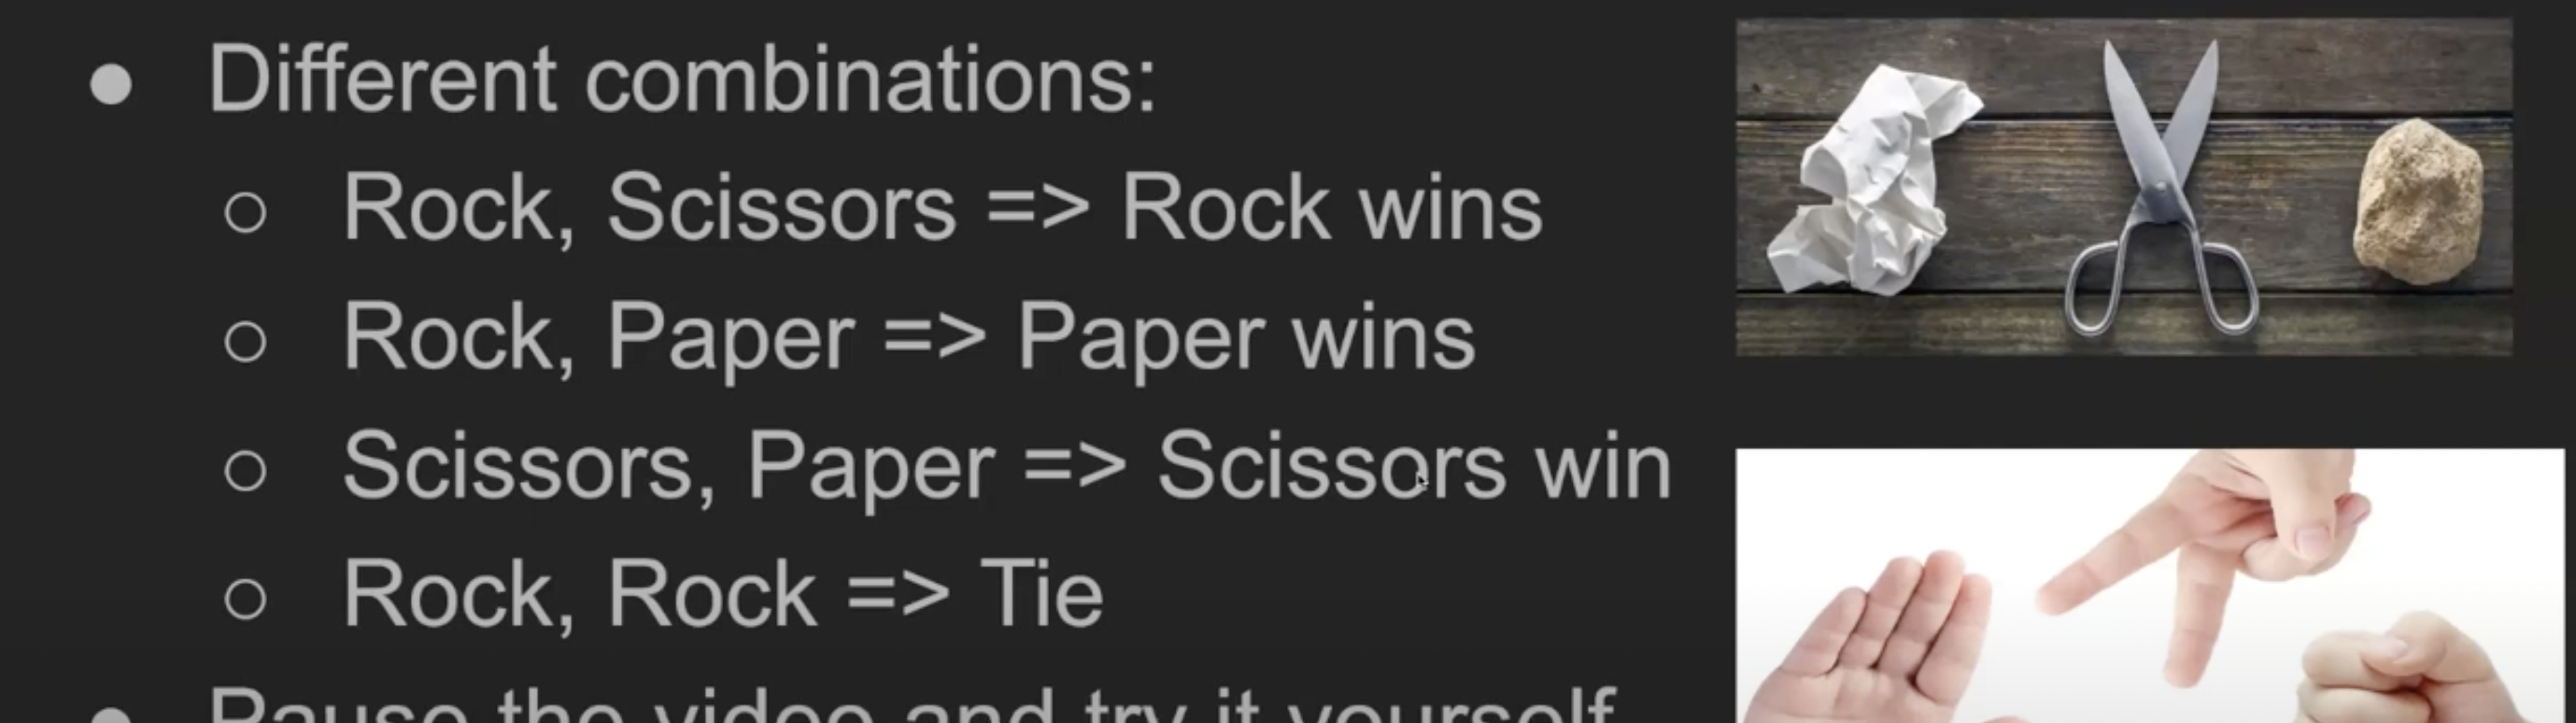 ● Different combinations:
○ Rock, Scissors => Rock wins
○ Rock, Paper => Paper wins
○ Scissors, Paper => Scissors win
○ Rock, Rock => Tie
● Pause the video and try it yourself